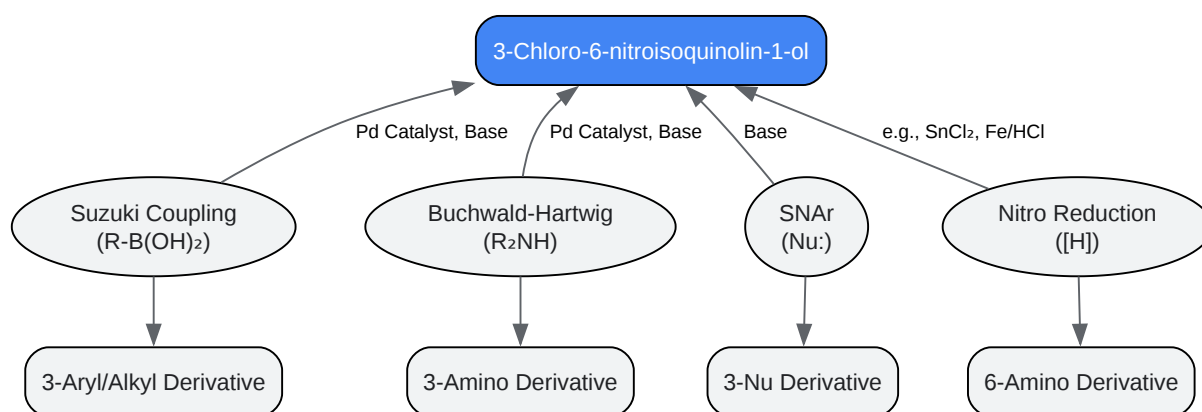 3-Chloro-6-nitroisoquinolin-1-ol
Pd Catalyst, Base
Pd Catalyst, Base
Base
e.g., SnCl₂, Fe/HCl
Suzuki Coupling
(R-B(OH)₂)
Buchwald-Hartwig
(R₂NH)
SNAr
(Nu:)
Nitro Reduction
([H])
3-Aryl/Alkyl Derivative
3-Amino Derivative
3-Nu Derivative
6-Amino Derivative